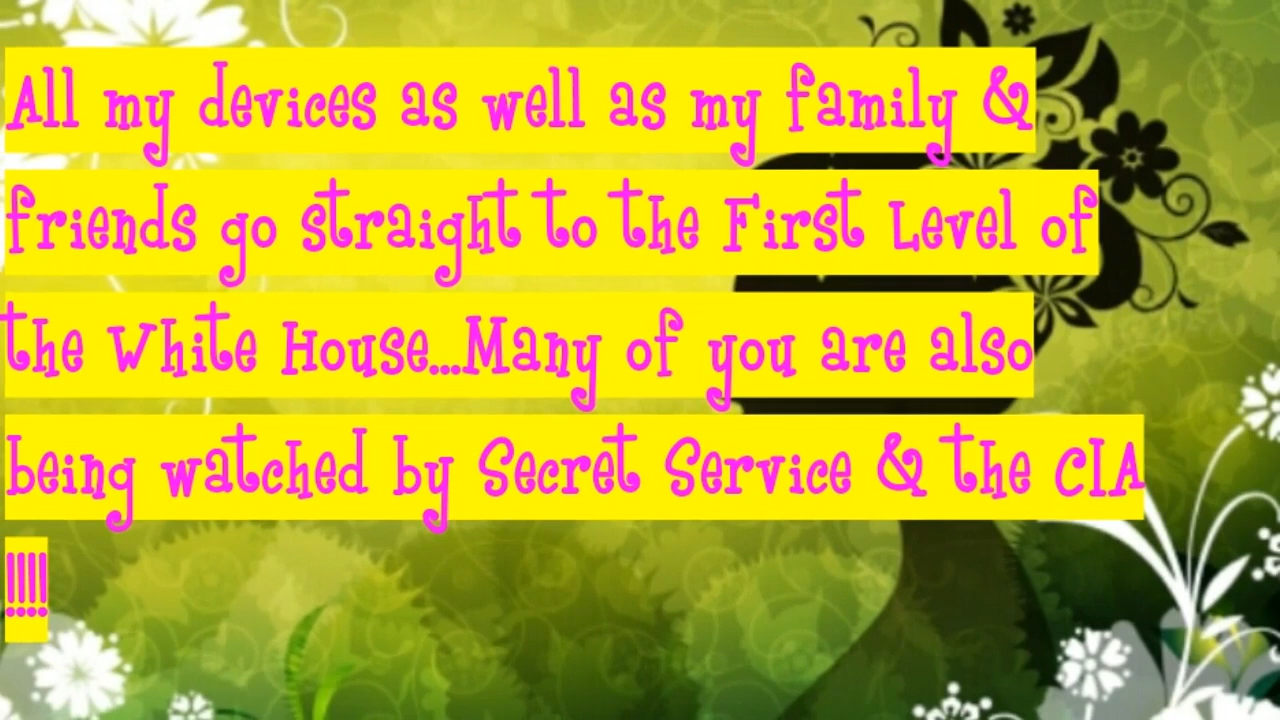 All my devices as well as my family &
friends go straight to the First Level of
the White House...Many of you are also
being watched by Secret Service & the CIA
!!!!